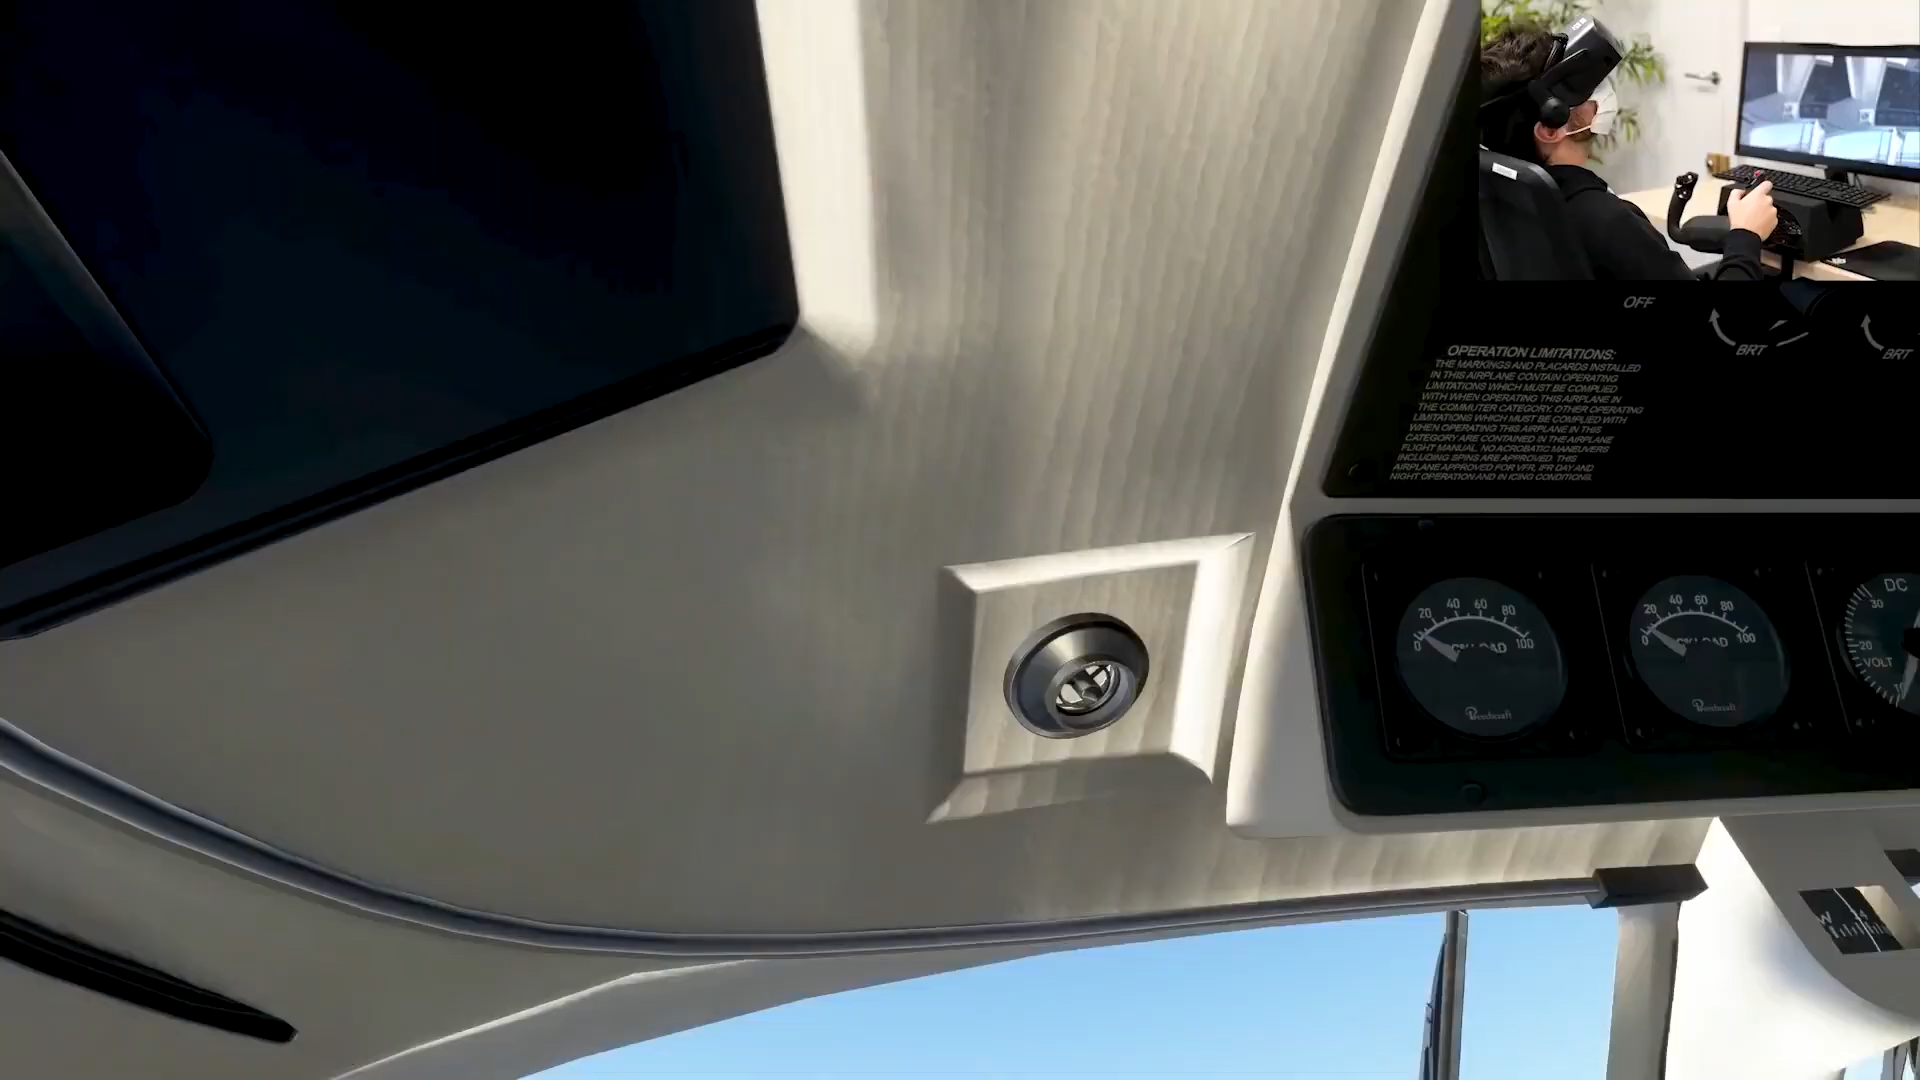 OFF
BRT
BRT
OPERATION LIMITATIONS:
THE MARKINGS AND PLACARDS INSTALLED
IN THIS AIRPLANE CONTAIN OPERATING
LIMITATIONS WHICH MUST BE COMPLIED
WITH WHEN OPERATING THIS AIRPLANE IN
THE COMMUTER CATEGORY. OTHER OPERATING
LIMITATIONS WHICH MUST BE COMPLIED WITH
WHEN OPERATING THIS AIRPLANE IN THIS
CATEGORY ARE CONTAINED IN THE AIRPLANE
FLIGHT MANUAL. NO ACROBATIC MANEUVERS
INCLUDING SPINS ARE APPROVED. THIS
AIRPLANE APPROVED FOR VFR, IFR DAY AND
NIGHT OPERATION AND IN ICING CONDITIONS.
0 20 40 60 80 100
0 20 40 60 80 100
DC
30
20
VOLT
W